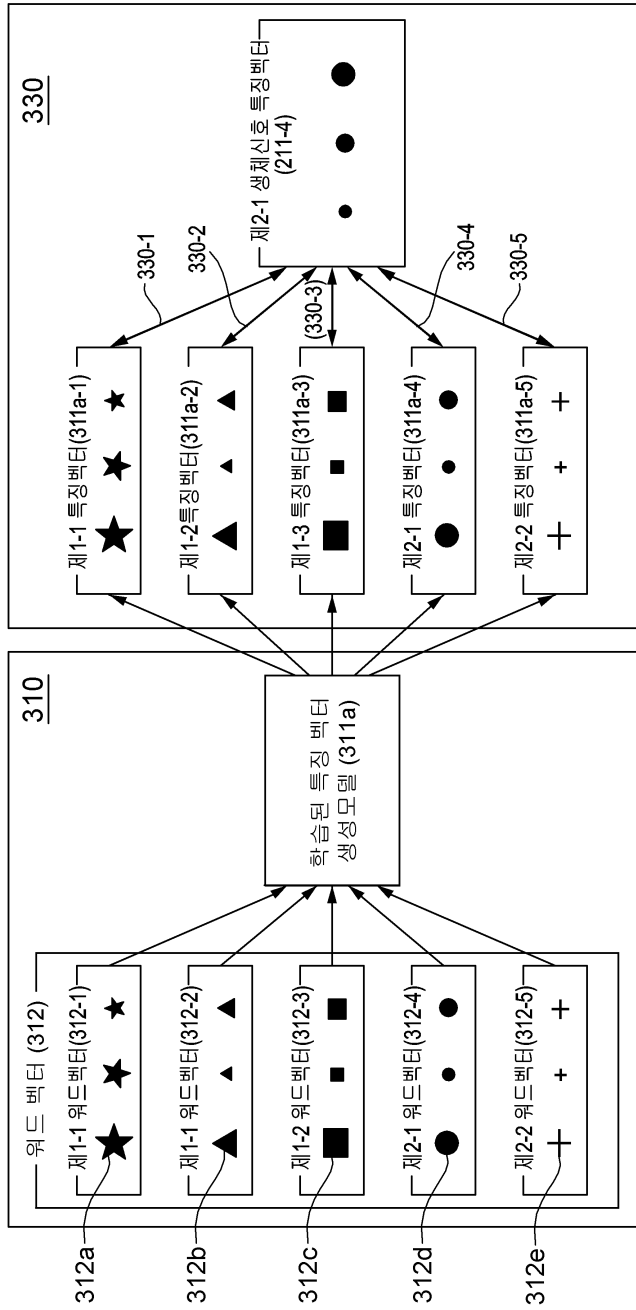 310
워드 벡터 (312)
제1-1 워드벡터(312-1)
제1-1 워드벡터(312-2)
제1-2 워드벡터(312-3)
제2-1 워드벡터(312-4)
제2-2 워드벡터(312-5)
312a
312b
312c
312d
312e
학습된 특징 벡터
생성모델 (311a)
330
제1-1 특징벡터(311a-1)
제1-2특징벡터(311a-2)
제1-3 특징벡터(311a-3)
제2-1 특징벡터(311a-4)
제2-2 특징벡터(311a-5)
330-1
330-2
(330-3)
330-4
330-5
제2-1 생체신호 특징벡터
(211-4)